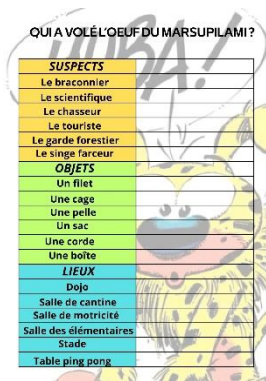 QUI A VOLÉ L'OEUF DU MARSUPILAMI ?
HUBA!
SUSPECTS
Le braconnier
Le scientifique
Le chasseur
Le touriste
Le garde forestier
Le singe farceur
OBJETS
Un filet
Une cage
Une pelle
Un sac
Une corde
Une boîte
LIEUX
Dojo
Salle de cantine
Salle de motricité
Salle des élémentaires
Stade
Table ping pong